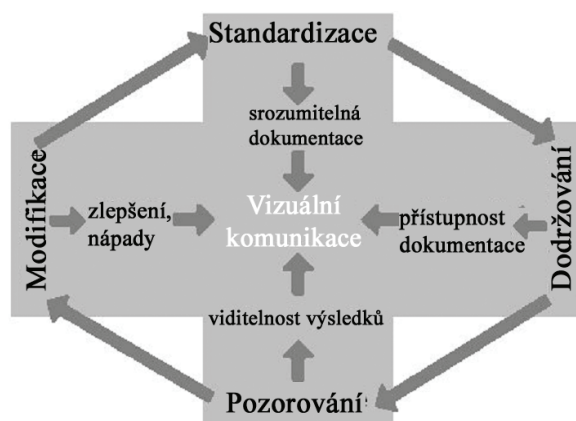 Standardizace
srozumitelná
dokumentace
Modifikace
zlepšení,
nápady
Vizuální
komunikace
přístupnost
dokumentace
Dodržování
viditelnost výsledků
Pozorování